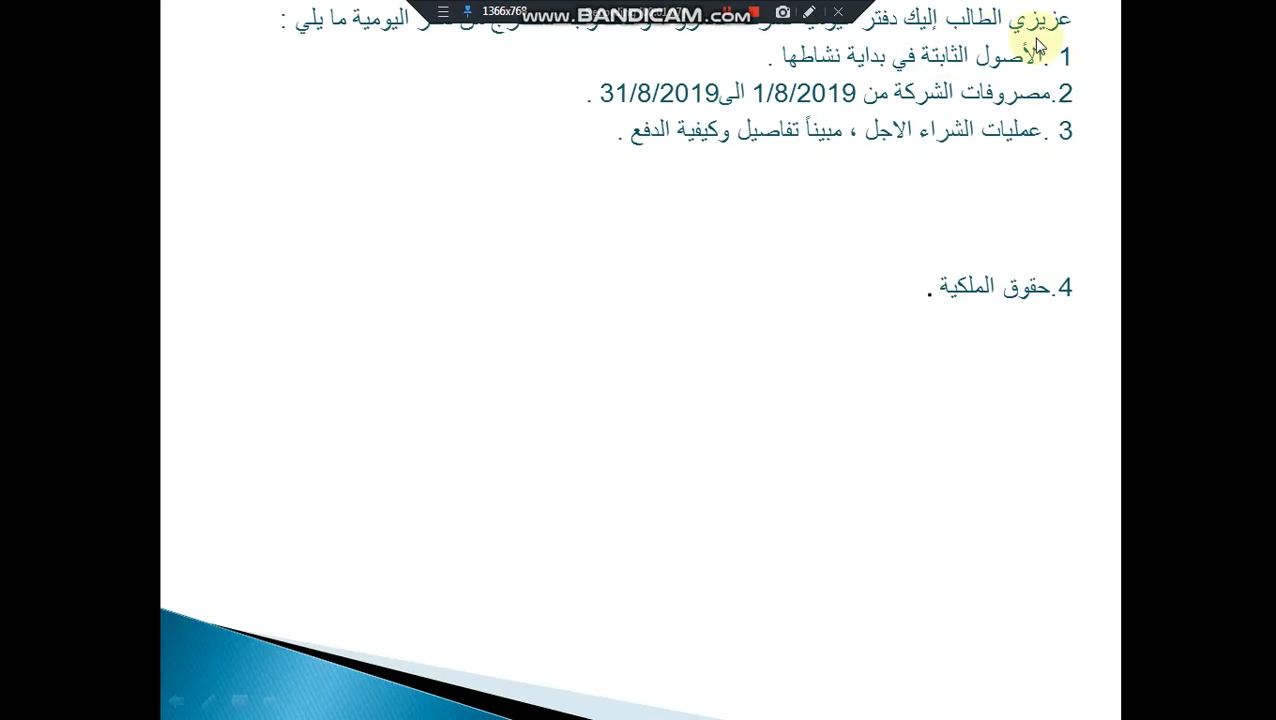 1366x768
www.BANDICAM.com
عزيزي الطالب إليك دفتر اليومية ما يلي :
1 .الأصول الثابتة في بداية نشاطها .
2.مصروفات الشركة من 1/8/2019 الى31/8/2019 .
3 .عمليات الشراء الاجل ، مبيناً تفاصيل وكيفية الدفع .
4.حقوق الملكية .